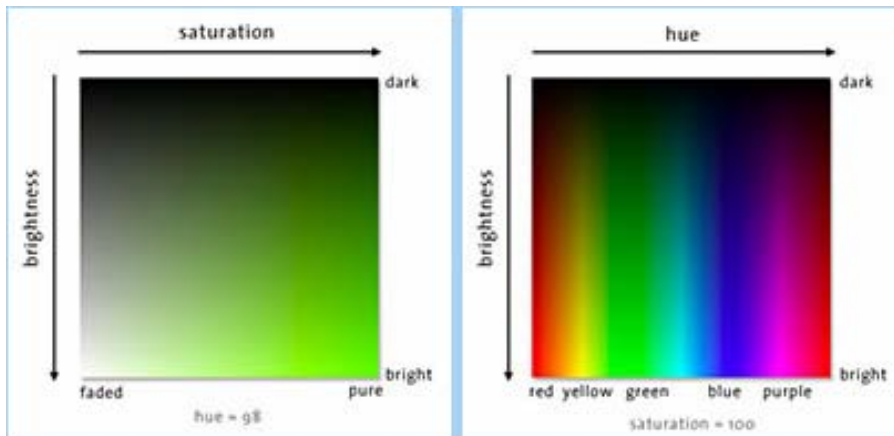 saturation
dark
brightness
bright
faded
pure
hue = 98
hue
dark
brightness
bright
red yellow green blue purple
saturation = 100